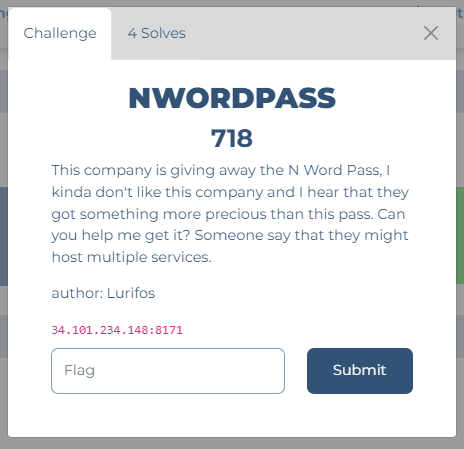 Challenge
4 Solves
NWORDPASS
718
This company is giving away the N Word Pass, I
kinda don't like this company and I hear that they
got something more precious than this pass. Can
you help me get it? Someone say that they might
host multiple services.
author: Lurifos
34.101.234.148:8171
Flag
Submit